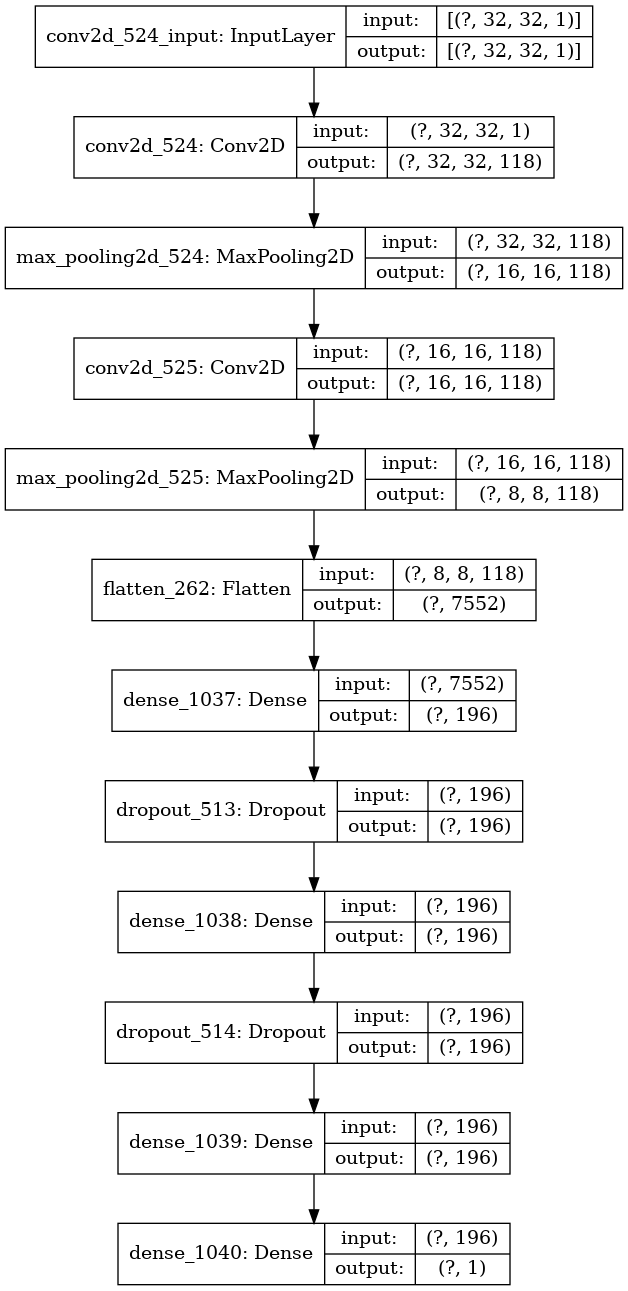 conv2d_524_input: InputLayer
input: [(?, 32, 32, 1)]
output: [(?, 32, 32, 1)]
conv2d_524: Conv2D
input: (?, 32, 32, 1)
output: (?, 32, 32, 118)
max_pooling2d_524: MaxPooling2D
input: (?, 32, 32, 118)
output: (?, 16, 16, 118)
conv2d_525: Conv2D
input: (?, 16, 16, 118)
output: (?, 16, 16, 118)
max_pooling2d_525: MaxPooling2D
input: (?, 16, 16, 118)
output: (?, 8, 8, 118)
flatten_262: Flatten
input: (?, 8, 8, 118)
output: (?, 7552)
dense_1037: Dense
input: (?, 7552)
output: (?, 196)
dropout_513: Dropout
input: (?, 196)
output: (?, 196)
dense_1038: Dense
input: (?, 196)
output: (?, 196)
dropout_514: Dropout
input: (?, 196)
output: (?, 196)
dense_1039: Dense
input: (?, 196)
output: (?, 196)
dense_1040: Dense
input: (?, 196)
output: (?, 1)